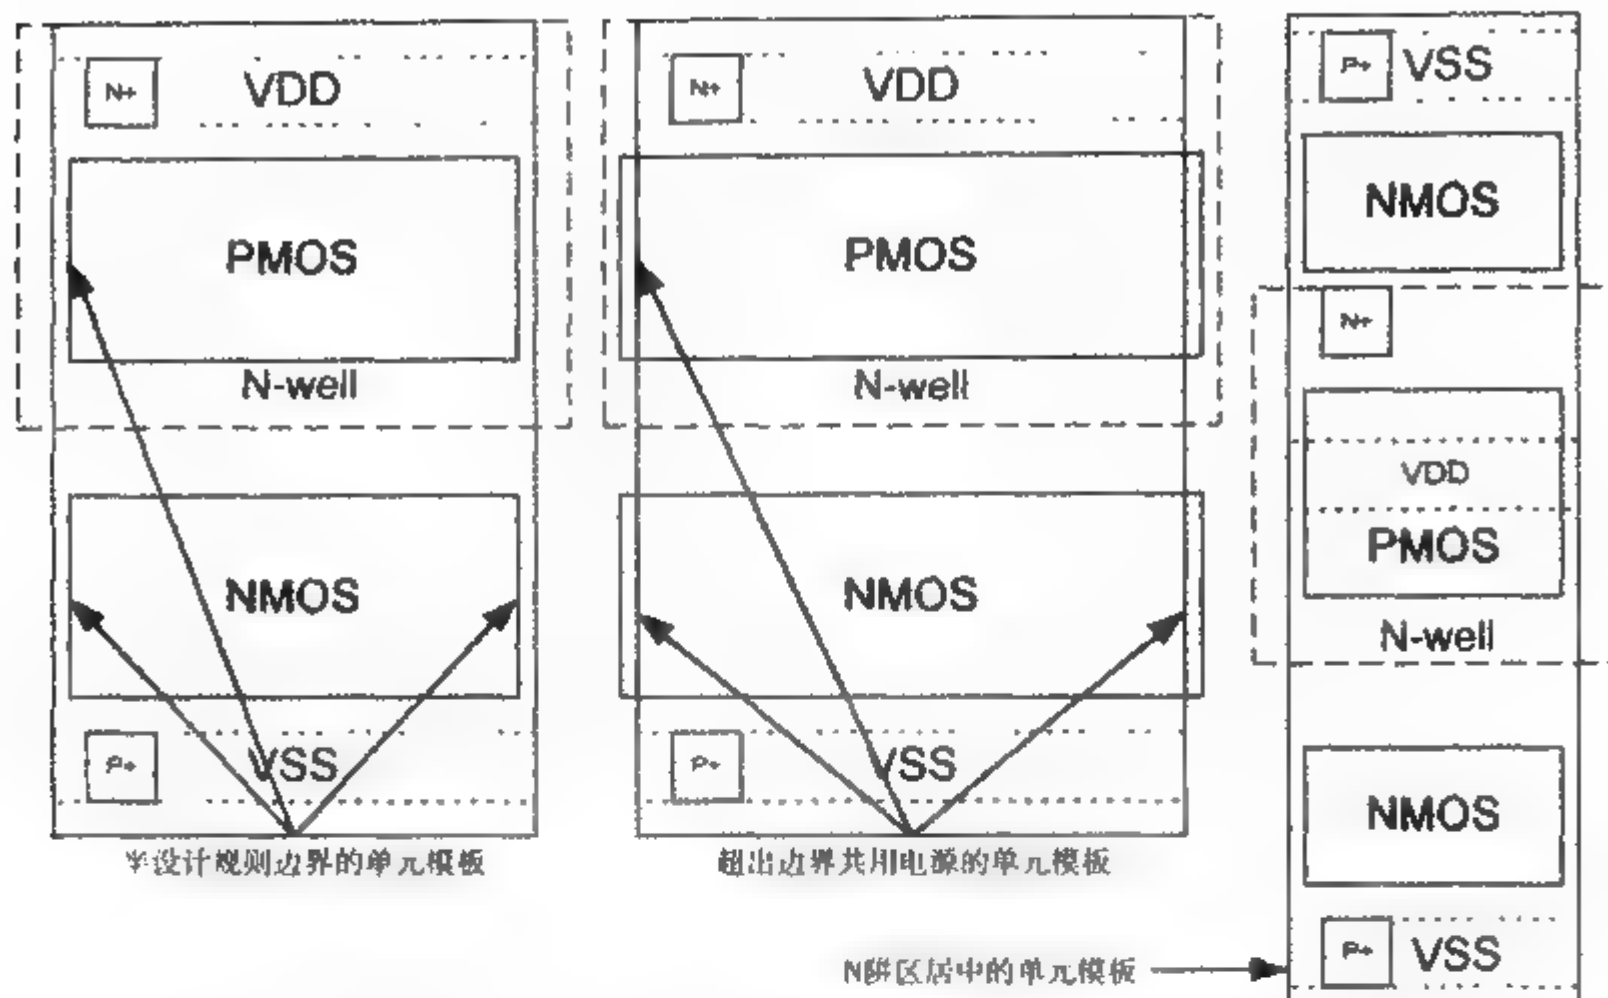 N+ VDD
PMOS
N-well
NMOS
P+ VSS
半设计规则边界的单元模板
N+ VDD
PMOS
N-well
NMOS
P+ VSS
超出边界共用电源的单元模板
P+ VSS
NMOS
N+
VDD
PMOS
N-well
NMOS
P+ VSS
N阱区居中的单元模板